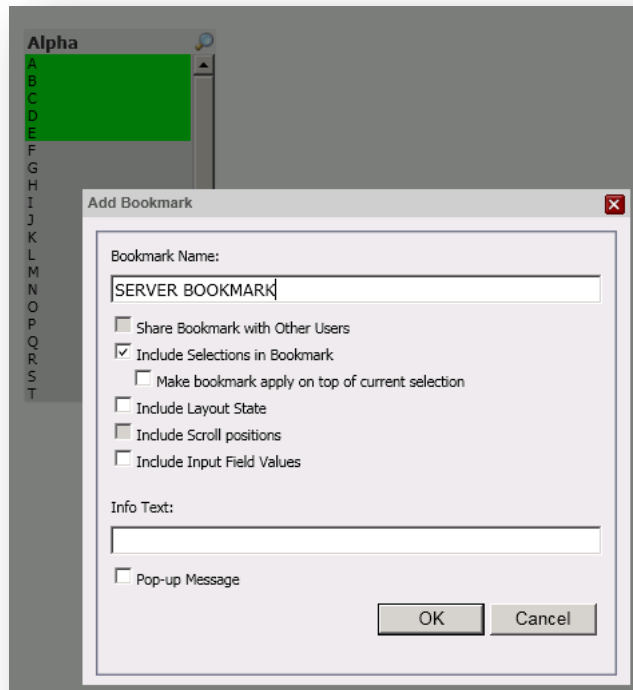 Alpha
A
B
C
D
E
F
G
H
I
J
K
L
M
N
O
P
Q
R
S
T
Add Bookmark
Bookmark Name:
SERVER BOOKMARK
Share Bookmark with Other Users
Include Selections in Bookmark
Make bookmark apply on top of current selection
Include Layout State
Include Scroll positions
Include Input Field Values
Info Text:
Pop-up Message
OK Cancel